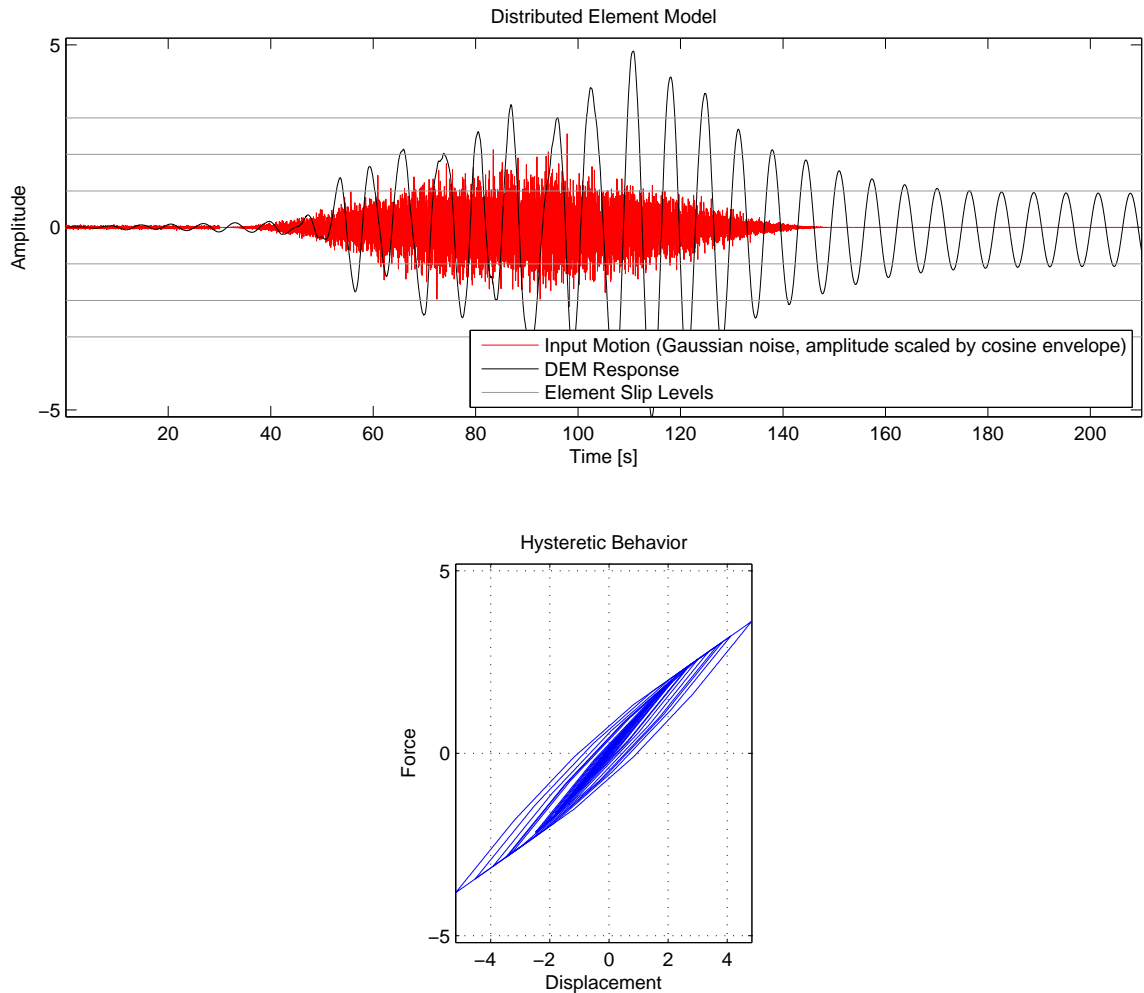 Distributed Element Model
5
0
−5
Amplitude
Input Motion (Gaussian noise, amplitude scaled by cosine envelope)
DEM Response
Element Slip Levels
20 40 60 80 100 120 140 160 180 200
Time [s]
Hysteretic Behavior
5
0
−5
Force
−4 −2 0 2 4
Displacement